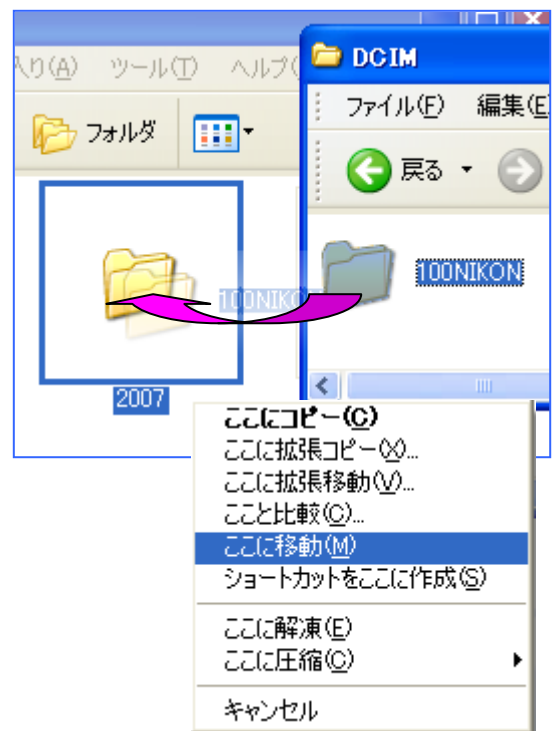 入り(A) ツール(T) ヘルプ(
フォルダ
DCIM
ファイル(F) 編集(E
戻る
100NIKON
100NIKON
2007
ここにコピー(C)
ここに拡張コピー(X)...
ここに拡張移動(V)...
ここと比較(C)...
ここに移動(M)
ショートカットをここに作成(S)
ここに解凍(E)
ここに圧縮(C)
キャンセル